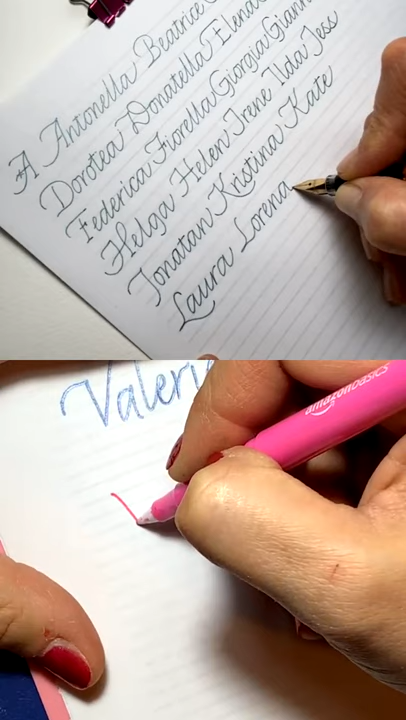 A Antonella Beatrice
Dorotea Donatella Elena
Federica Fiorella Giorgia Giann
Helga Helen Irene Ilda Jess
Jonatan Kristina Kate
Laura Lorena
Valeri
amazonbasics